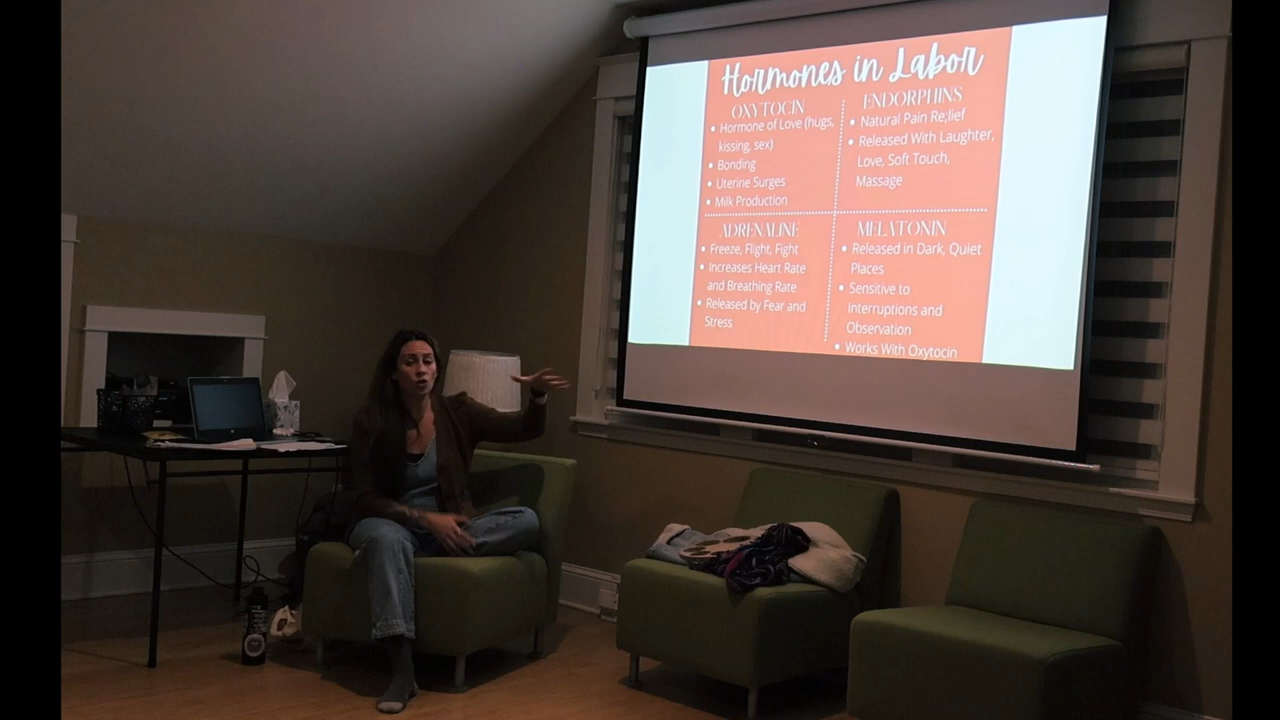 Hormones in Labor
OXYTOCIN
• Hormone of Love (hugs,
kissing, sex)
• Bonding
• Uterine Surges
• Milk Production
ENDORPHINS
• Natural Pain Re;lief
• Released With Laughter,
Love, Soft Touch,
Massage
ADRENALINE
• Freeze, Flight, Fight
• Increases Heart Rate
and Breathing Rate
• Released by Fear and
Stress
MELATONIN
• Released in Dark, Quiet
Places
• Sensitive to
Interruptions and
Observation
• Works With Oxytocin